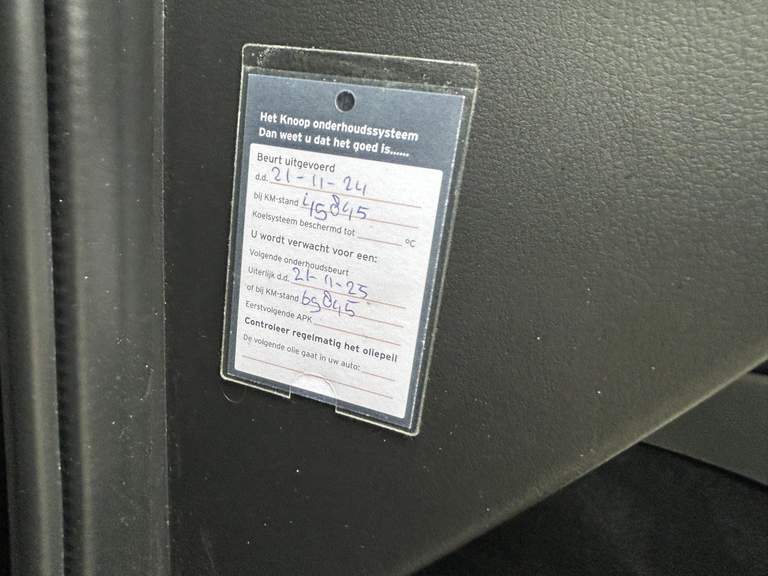 Het Knoop onderhoudssysteem
Dan weet u dat het goed is......
Beurt uitgevoerd
d.d. 21-11-24
bij KM-stand 45845
Koelsysteem beschermd tot °C
U wordt verwacht voor een:
Volgende onderhoudsbeurt
Uiterlijk d.d. 21-11-25
of bij KM-stand
Eerstvolgende APK
Controleer regelmatig het oliepeil
De volgende olie gaat in uw auto: